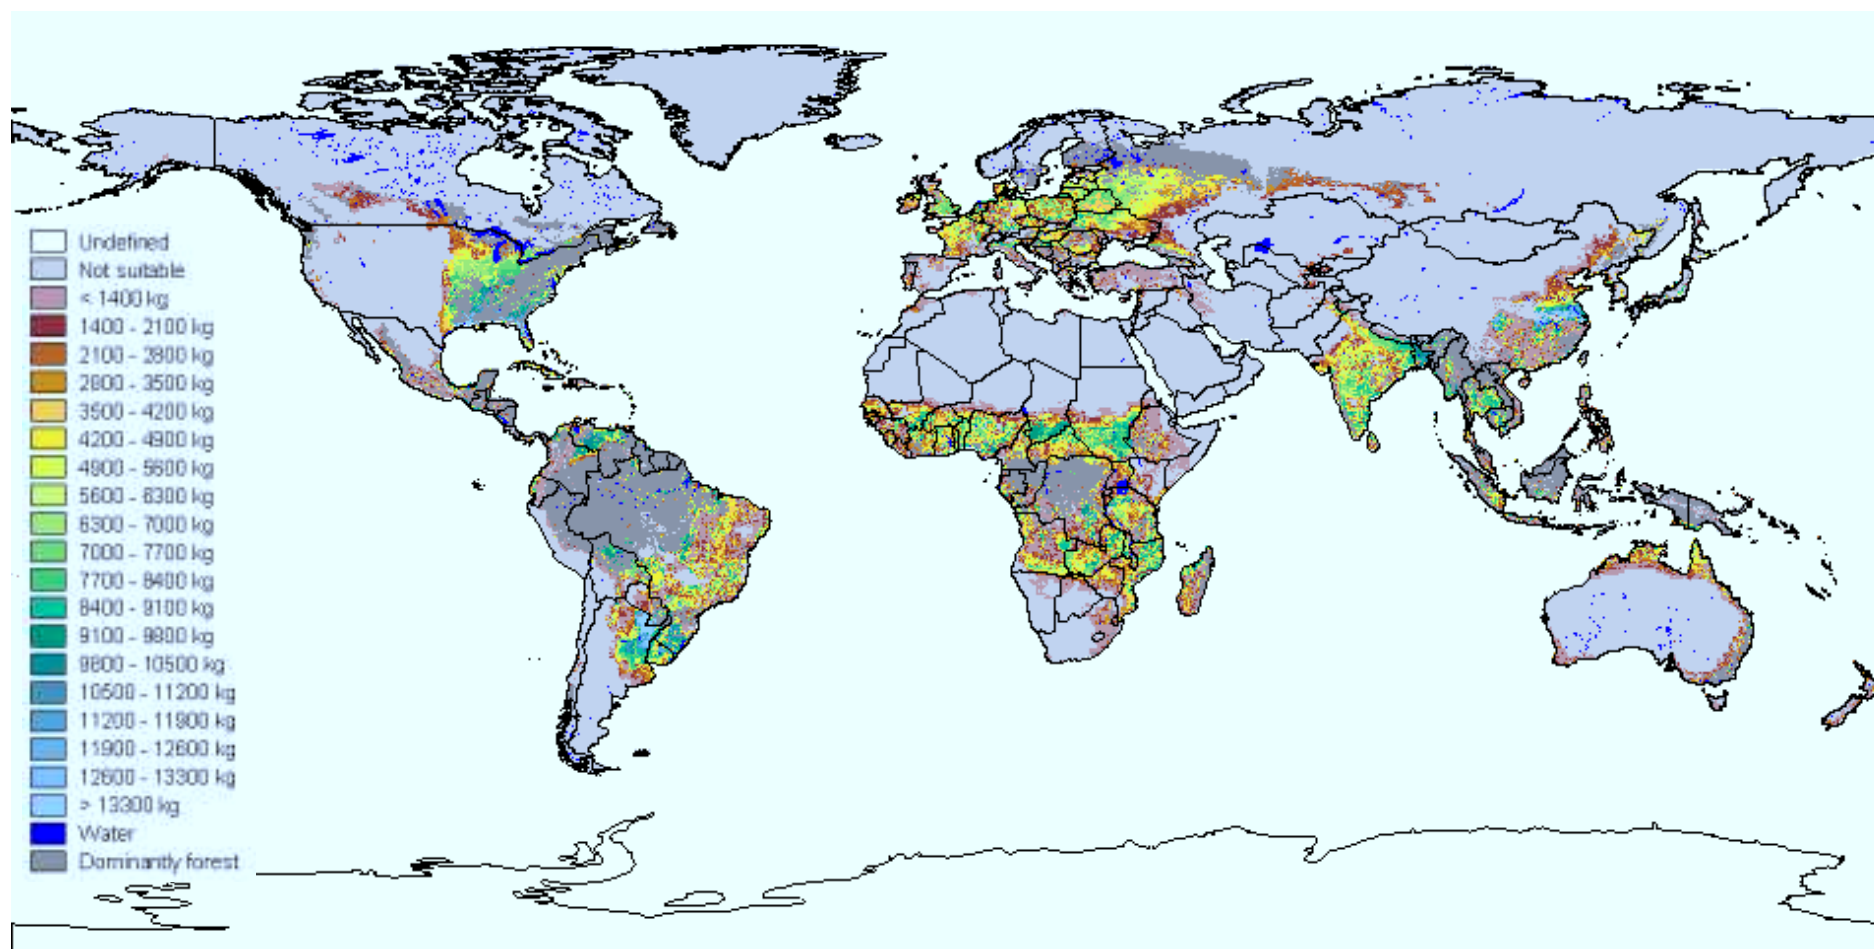 Undefined
Not suitable
< 1400 kg
1400 - 2100 kg
2100 - 2800 kg
2800 - 3500 kg
3500 - 4200 kg
4200 - 4900 kg
4900 - 5600 kg
5600 - 6300 kg
6300 - 7000 kg
7000 - 7700 kg
7700 - 8400 kg
8400 - 9100 kg
9100 - 9800 kg
9800 - 10500 kg
10500 - 11200 kg
11200 - 11900 kg
11900 - 12600 kg
12600 - 13300 kg
> 13300 kg
Water
Dominantly forest